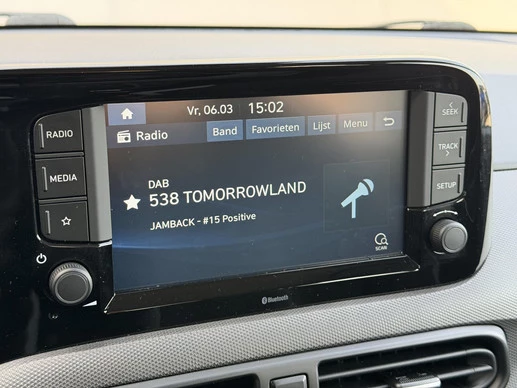 Vr, 06.03 15:02
Radio Band Favorieten Lijst Menu
RADIO
MEDIA
DAB
538 TOMORROWLAND
JAMBACK - #15 Positive
SCAN
SEEK
TRACK
SETUP
Bluetooth